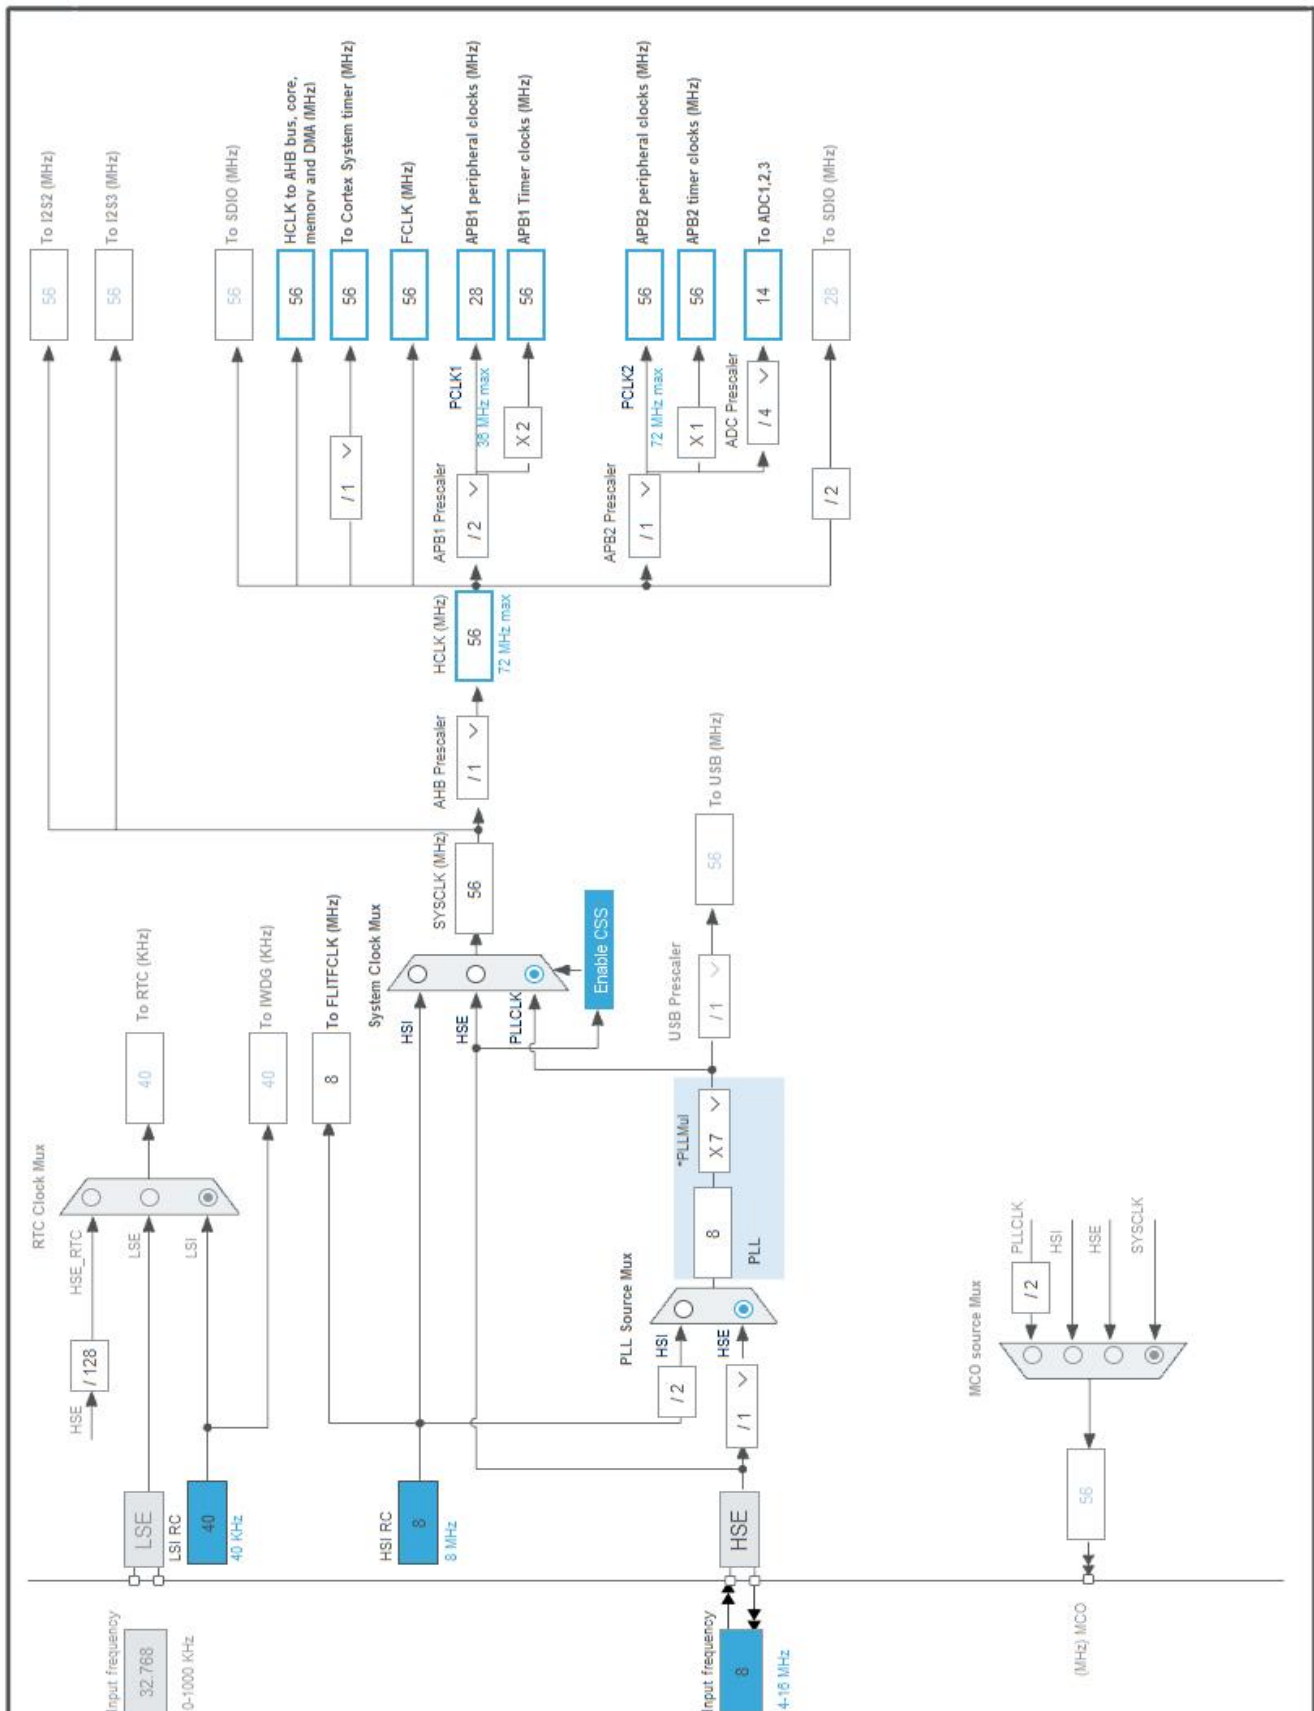 Input frequency
32.768
0-1000 KHz
LSE
LSI RC
40
40 KHz
HSE
/ 128
HSE_RTC
LSE
LSI
RTC Clock Mux
40
To RTC (KHz)
40
To IWDG (KHz)
8
To FLITFCLK (MHz)
HSI RC
8
8 MHz
Input frequency
8
4-16 MHz
HSE
/ 2
/ 1
HSI
HSE
PLL Source Mux
8
PLL
*PLLMul
X 7
USB Prescaler
/ 1
56
To USB (MHz)
System Clock Mux
HSI
HSE
PLLCLK
Enable CSS
SYSCLK (MHz)
56
AHB Prescaler
/ 1
HCLK (MHz)
56
72 MHz max
56
To I2S2 (MHz)
56
To I2S3 (MHz)
56
To SDIO (MHz)
56
HCLK to AHB bus, core,
memory and DMA (MHz)
/ 1
56
To Cortex System timer (MHz)
56
FCLK (MHz)
APB1 Prescaler
/ 2
PCLK1
36 MHz max
28
APB1 peripheral clocks (MHz)
X 2
56
APB1 Timer clocks (MHz)
APB2 Prescaler
/ 1
PCLK2
72 MHz max
56
APB2 peripheral clocks (MHz)
X 1
56
APB2 timer clocks (MHz)
ADC Prescaler
/ 4
14
To ADC1,2,3
/ 2
28
To SDIO (MHz)
MCO source Mux
/ 2
PLLCLK
HSI
HSE
SYSCLK
56
(MHz) MCO